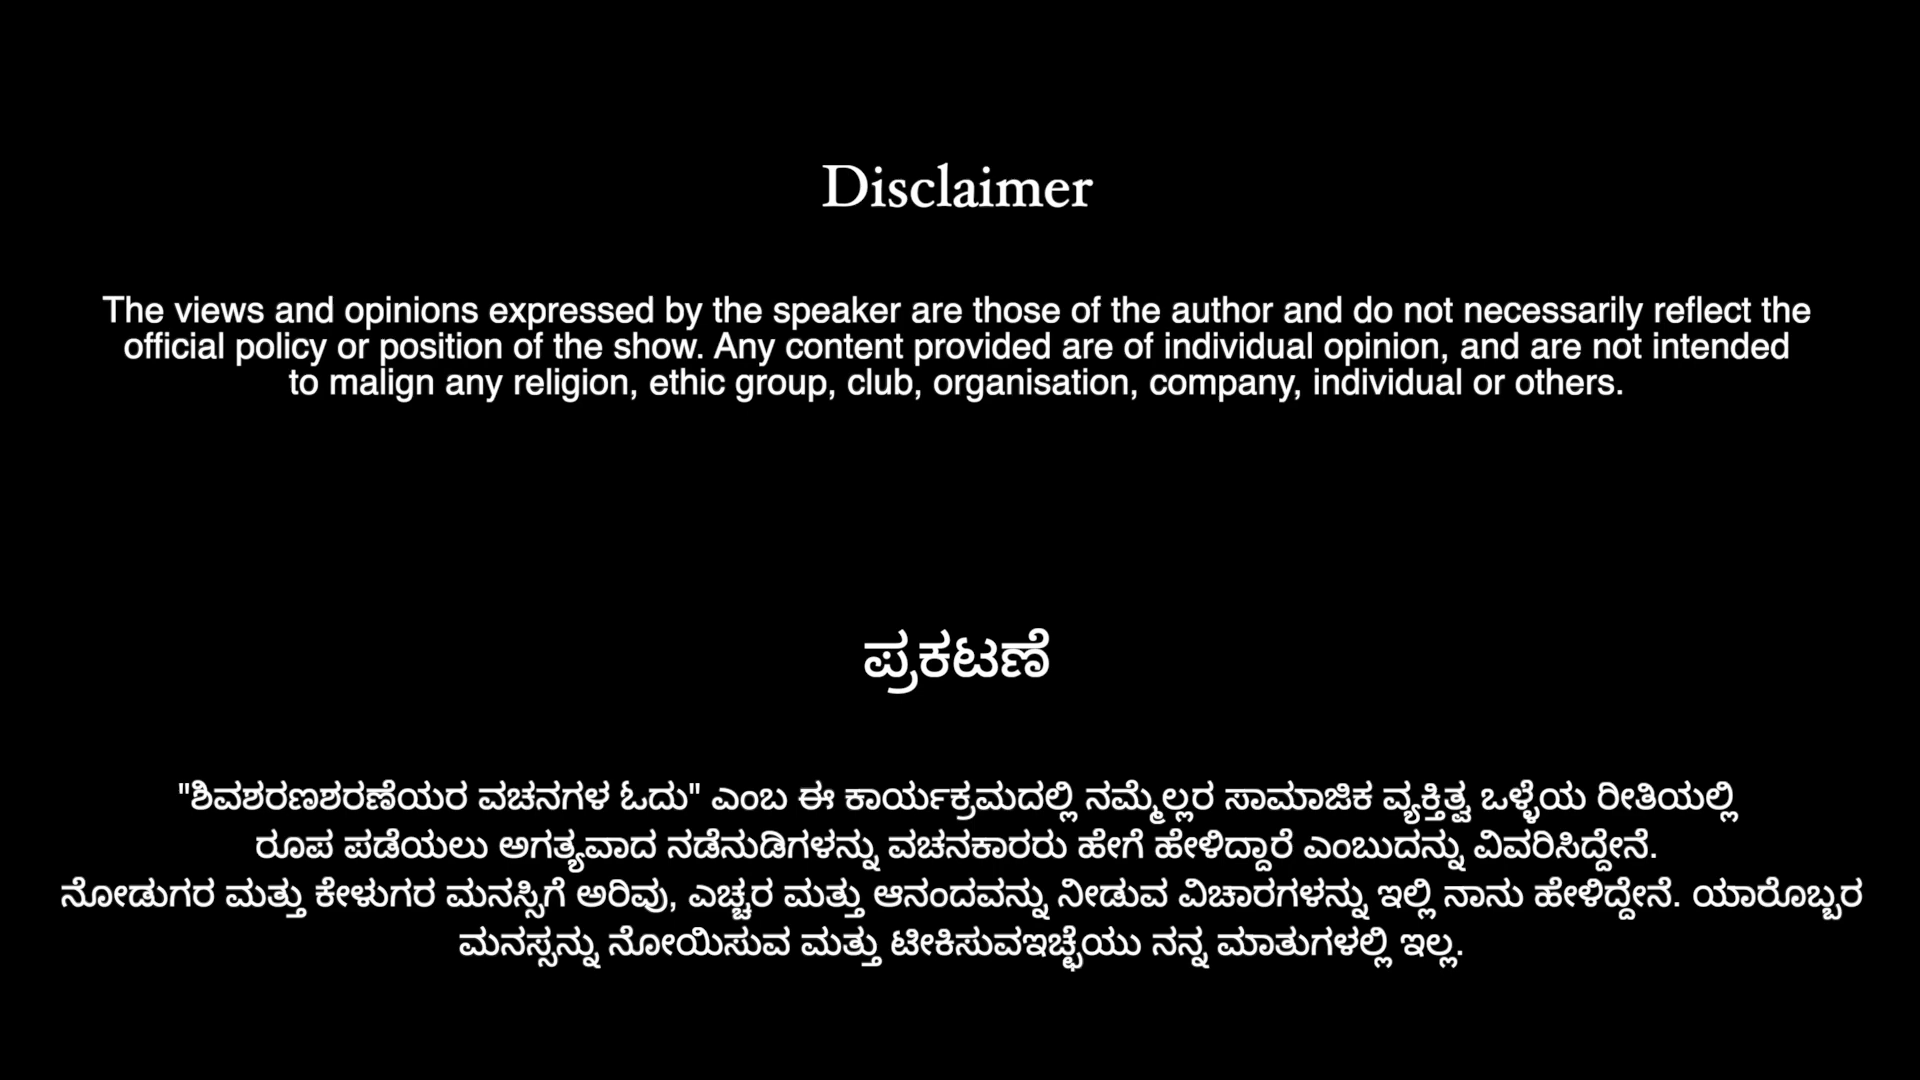 Disclaimer
The views and opinions expressed by the speaker are those of the author and do not necessarily reflect the
official policy or position of the show. Any content provided are of individual opinion, and are not intended
to malign any religion, ethic group, club, organisation, company, individual or others.
ಪ್ರಕಟಣೆ
"ಶಿವಶರಣಶರಣೆಯರ ವಚನಗಳ ಓದು" ಎಂಬ ಈ ಕಾರ್ಯಕ್ರಮದಲ್ಲಿ ನಮ್ಮೆಲ್ಲರ ಸಾಮಾಜಿಕ ವ್ಯಕ್ತಿತ್ವ ಒಳ್ಳೆಯ ರೀತಿಯಲ್ಲಿ
ರೂಪ ಪಡೆಯಲು ಅಗತ್ಯವಾದ ನಡೆನುಡಿಗಳನ್ನು ವಚನಕಾರರು ಹೇಗೆ ಹೇಳಿದ್ದಾರೆ ಎಂಬುದನ್ನು ವಿವರಿಸಿದ್ದೇನೆ.
ನೋಡುಗರ ಮತ್ತು ಕೇಳುಗರ ಮನಸ್ಸಿಗೆ ಅರಿವು, ಎಚ್ಚರ ಮತ್ತು ಆನಂದವನ್ನು ನೀಡುವ ವಿಚಾರಗಳನ್ನು ಇಲ್ಲಿ ನಾನು ಹೇಳಿದ್ದೇನೆ. ಯಾರೊಬ್ಬರ
ಮನಸ್ಸನ್ನು ನೋಯಿಸುವ ಮತ್ತು ಟೀಕಿಸುವಇಚ್ಛೆಯು ನನ್ನ ಮಾತುಗಳಲ್ಲಿ ಇಲ್ಲ.